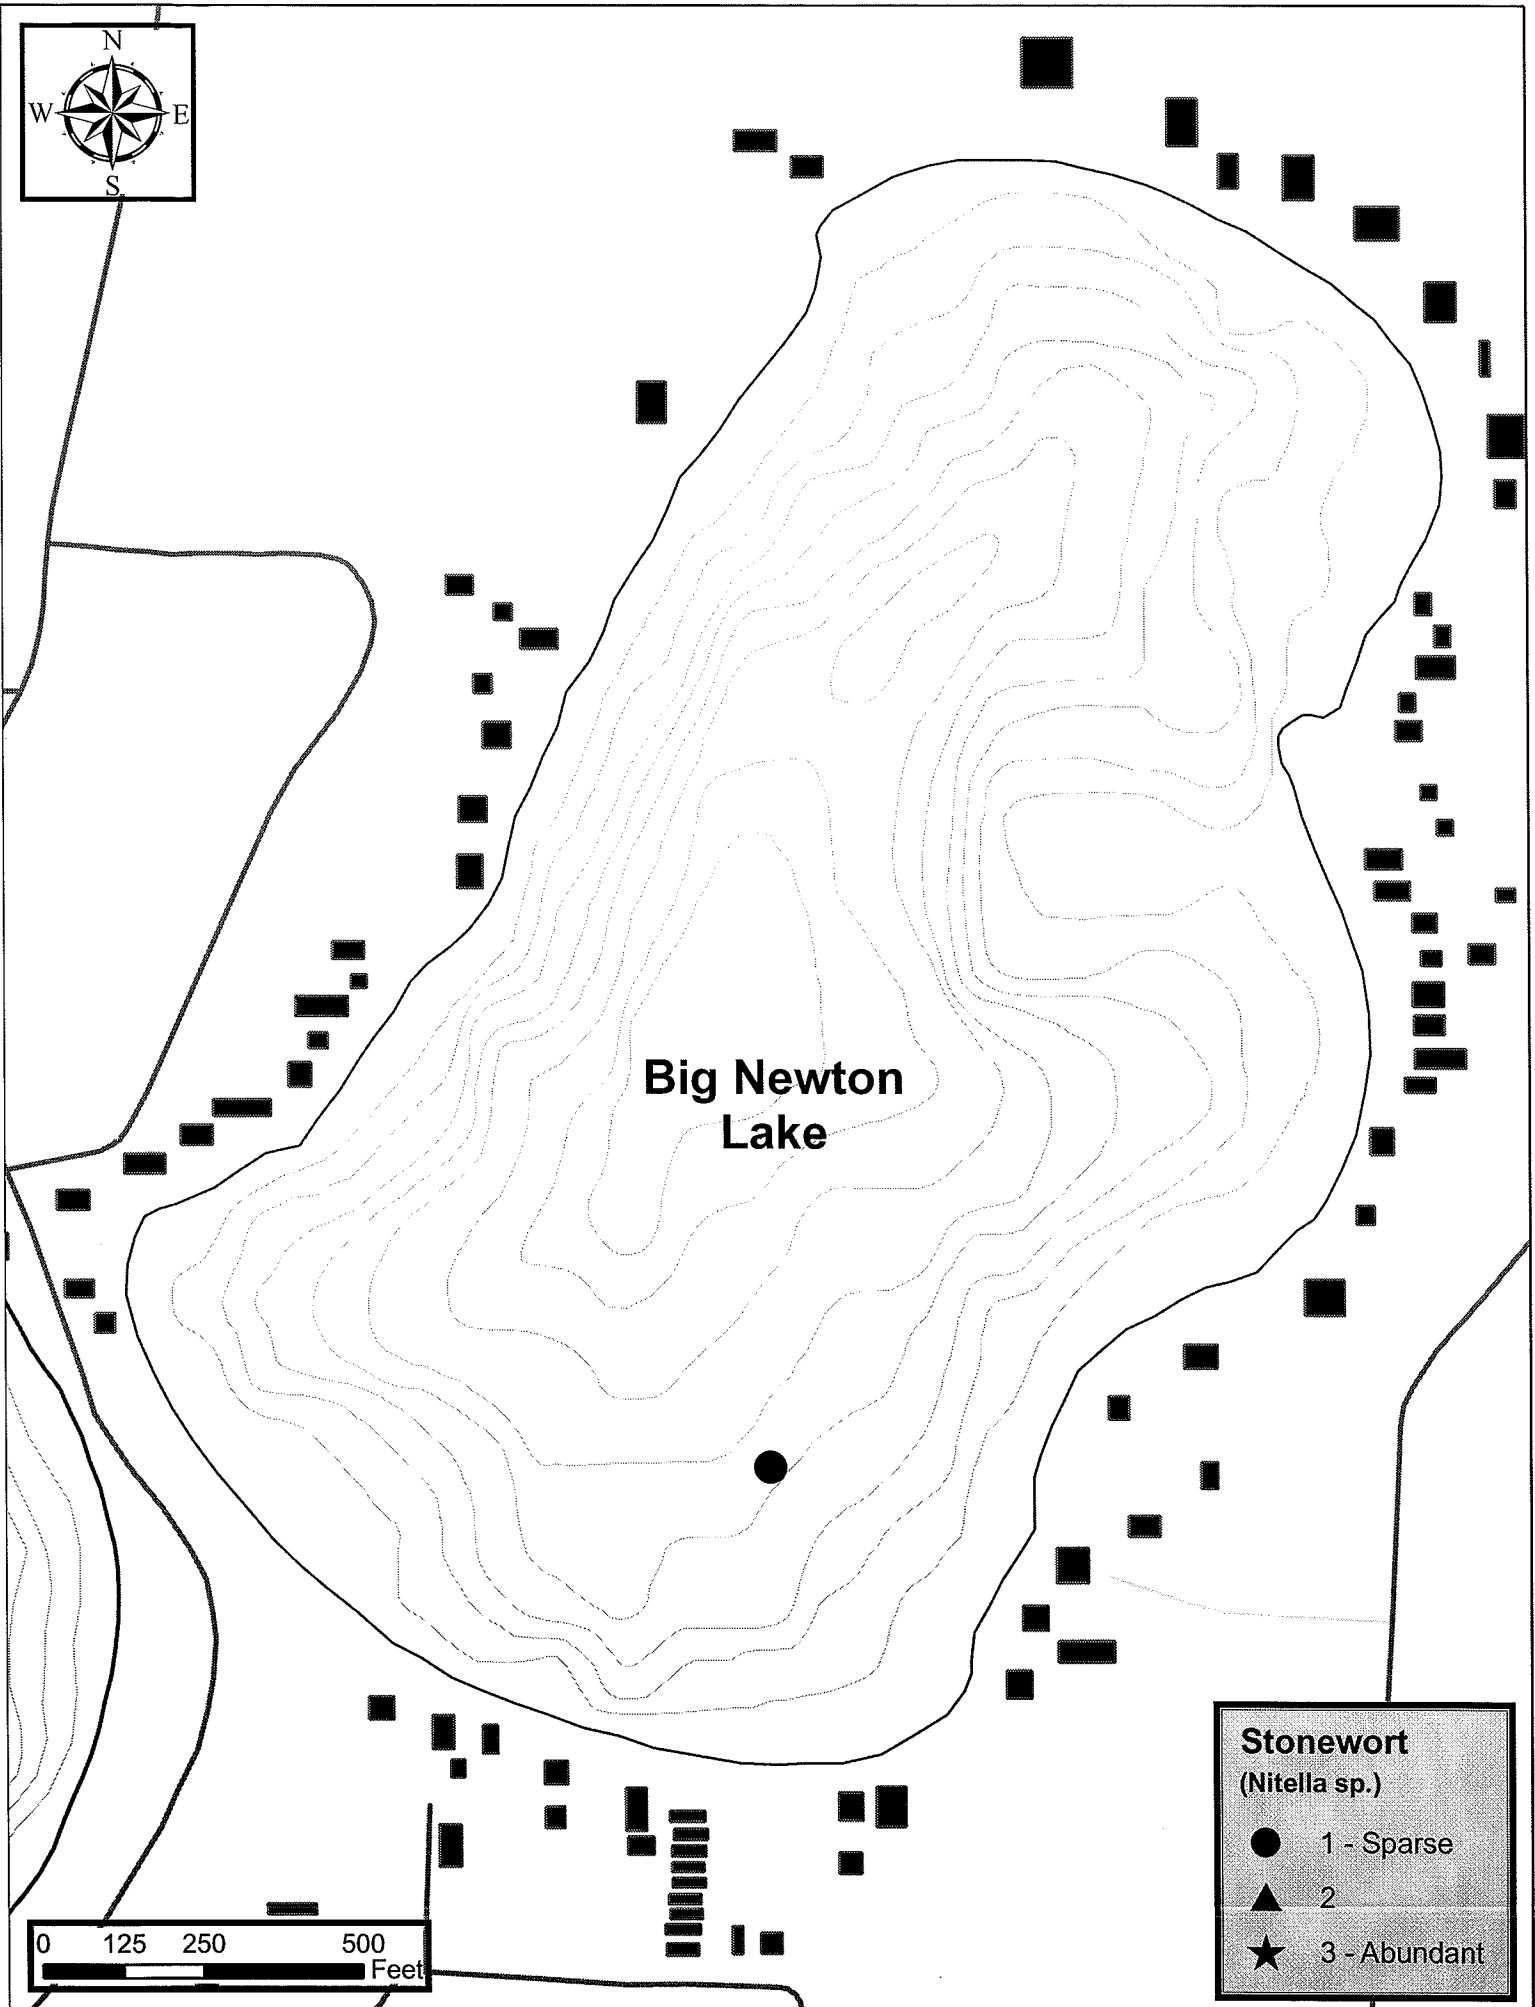 N
W E
S
Big Newton
Lake
Stonewort
(Nitella sp.)
1 - Sparse
2
3 - Abundant
0 125 250 500
Feet